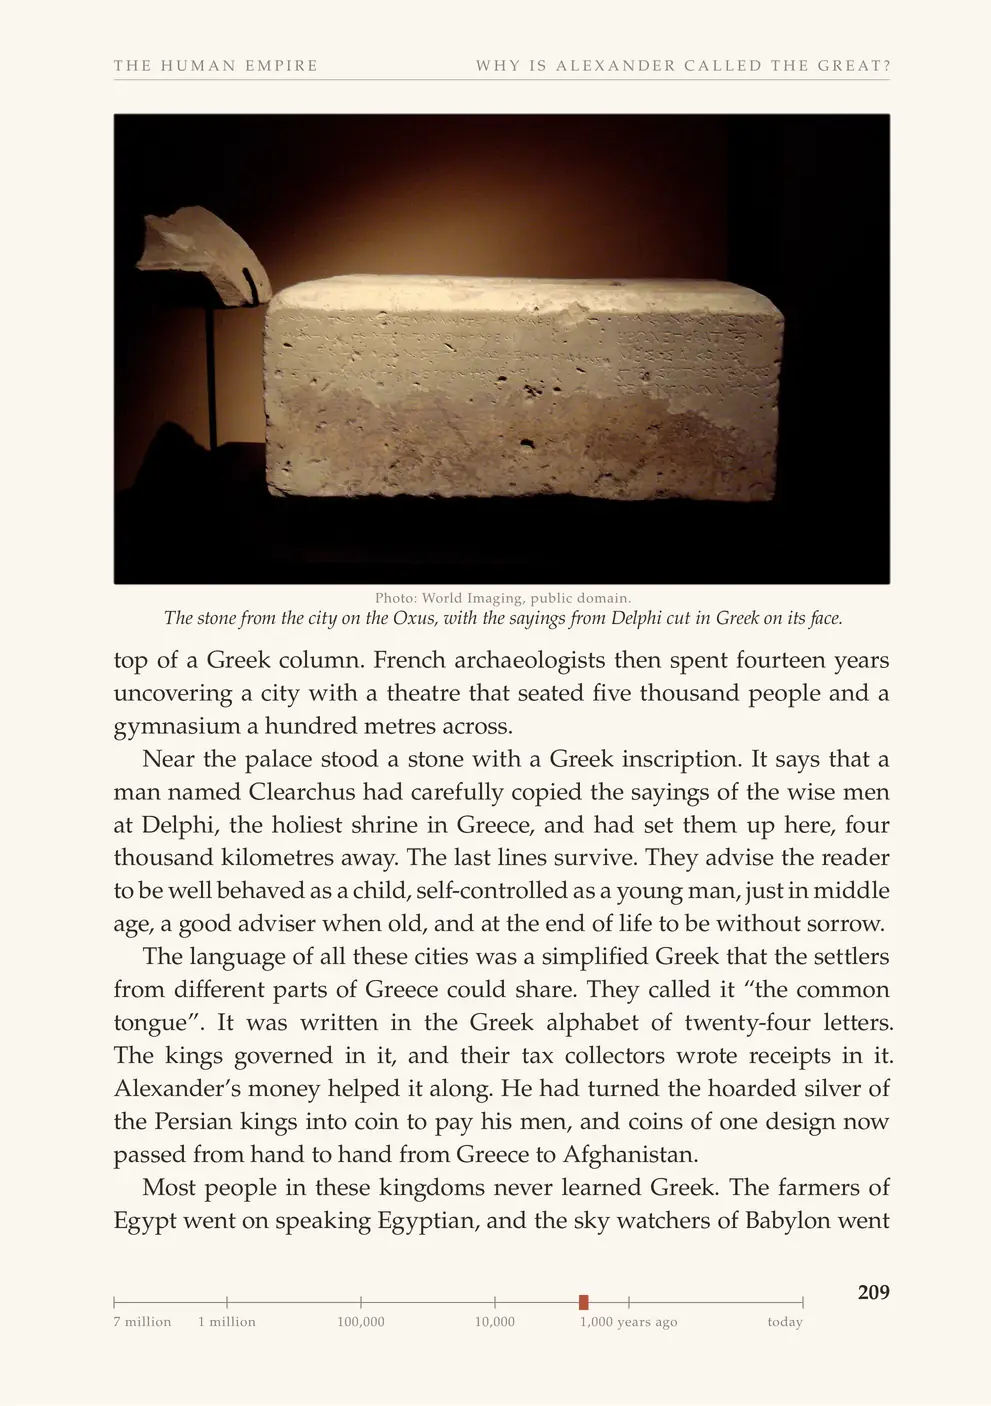 THE HUMAN EMPIRE
WHY IS ALEXANDER CALLED THE GREAT?
Photo: World Imaging, public domain.
The stone from the city on the Oxus, with the sayings from Delphi cut in Greek on its face.
top of a Greek column. French archaeologists then spent fourteen years
uncovering a city with a theatre that seated five thousand people and a
gymnasium a hundred metres across.
Near the palace stood a stone with a Greek inscription. It says that a
man named Clearchus had carefully copied the sayings of the wise men
at Delphi, the holiest shrine in Greece, and had set them up here, four
thousand kilometres away. The last lines survive. They advise the reader
to be well behaved as a child, self-controlled as a young man, just in middle
age, a good adviser when old, and at the end of life to be without sorrow.
The language of all these cities was a simplified Greek that the settlers
from different parts of Greece could share. They called it “the common
tongue”. It was written in the Greek alphabet of twenty-four letters.
The kings governed in it, and their tax collectors wrote receipts in it.
Alexander’s money helped it along. He had turned the hoarded silver of
the Persian kings into coin to pay his men, and coins of one design now
passed from hand to hand from Greece to Afghanistan.
Most people in these kingdoms never learned Greek. The farmers of
Egypt went on speaking Egyptian, and the sky watchers of Babylon went
209
7 million 1 million 100,000 10,000 1,000 years ago today